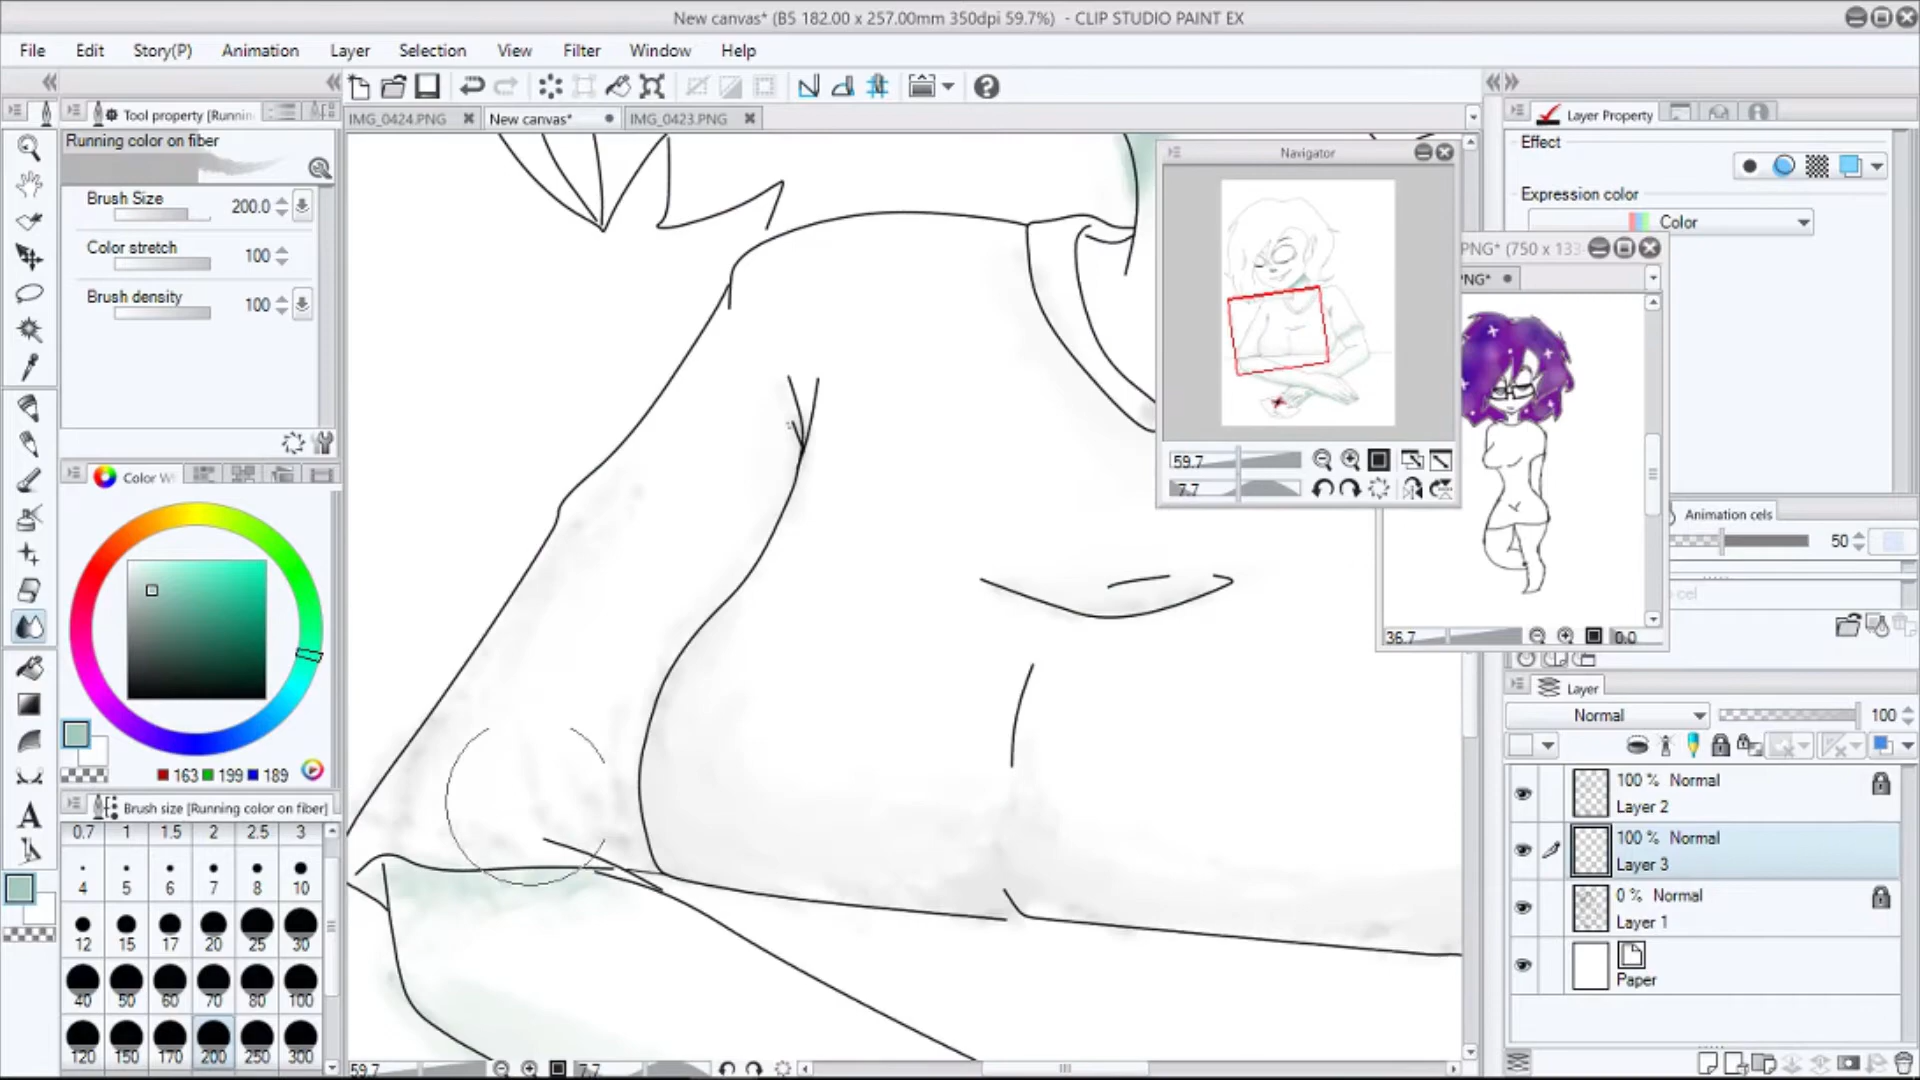 New canvas* (B5 182.00 x 257.00mm 350dpi 59.7%) - CLIP STUDIO PAINT EX
File Edit Story(P) Animation Layer Selection View Filter Window Help
Tool property [Runnin
IMG_0424.PNG New canvas* IMG_0423.PNG
Running color on fiber
Brush Size 200.0
Color stretch 100
Brush density 100
Color W
163 199 189
Brush size [Running color on fiber]
0.7 1 1.5 2 2.5 3
4 5 6 7 8 10
12 15 17 20 25 30
40 50 60 70 80 100
120 150 170 200 250 300
59.7 7.7
Navigator
59.7
7.7
PNG* (750 x 133
PNG*
36.7 0.0
Layer Property
Effect
Expression color
Color
Animation cels
50
cel
Layer
Normal 100
100 % Normal
Layer 2
100 % Normal
Layer 3
0 % Normal
Layer 1
Paper